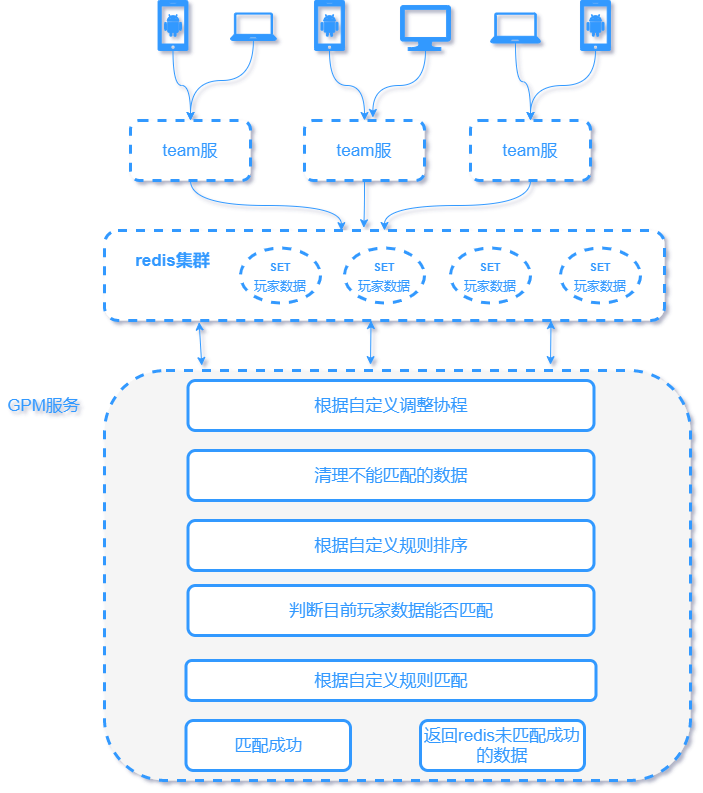 team服
team服
team服
redis集群
SET
玩家数据
SET
玩家数据
SET
玩家数据
SET
玩家数据
GPM服务
根据自定义调整协程
清理不能匹配的数据
根据自定义规则排序
判断目前玩家数据能否匹配
根据自定义规则匹配
匹配成功
返回redis未匹配成功
的数据